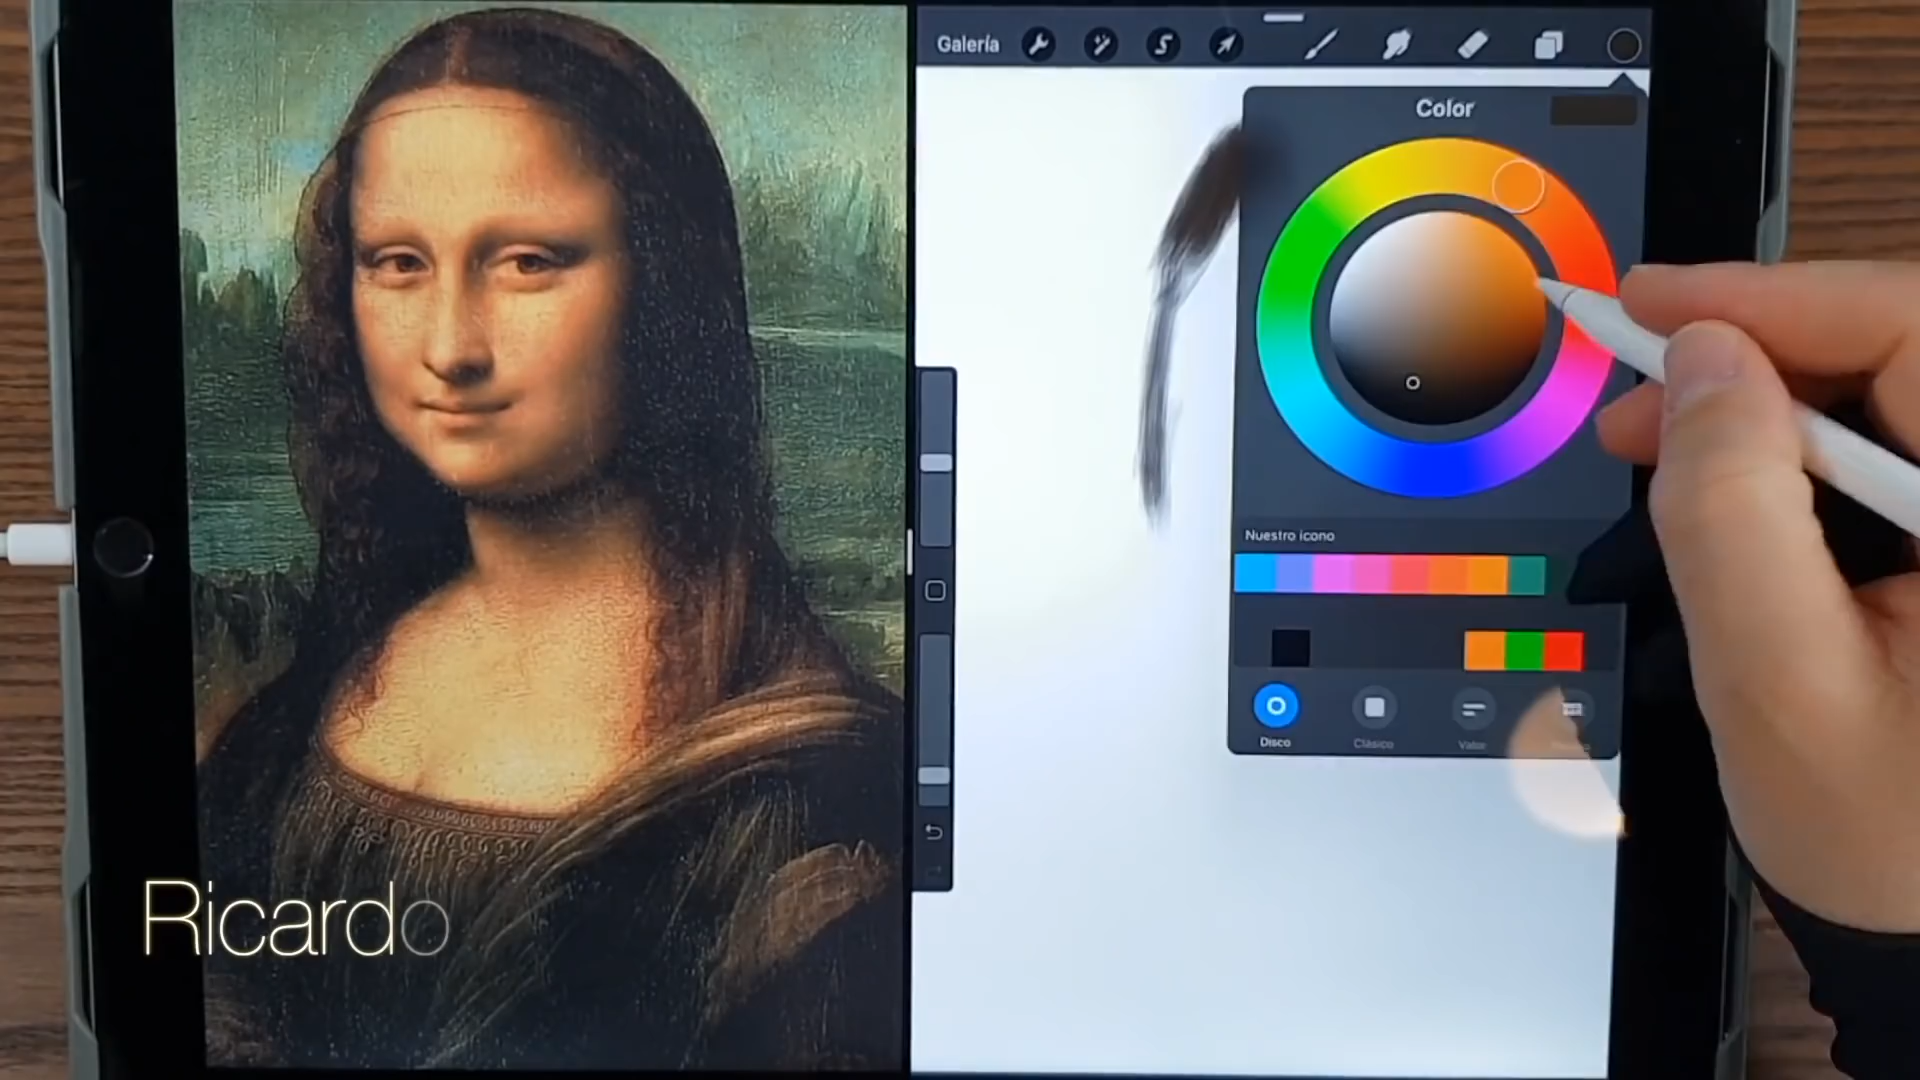 Galería
Color
Nuestro icono
Disco
Clásico
Valor
Ricardo